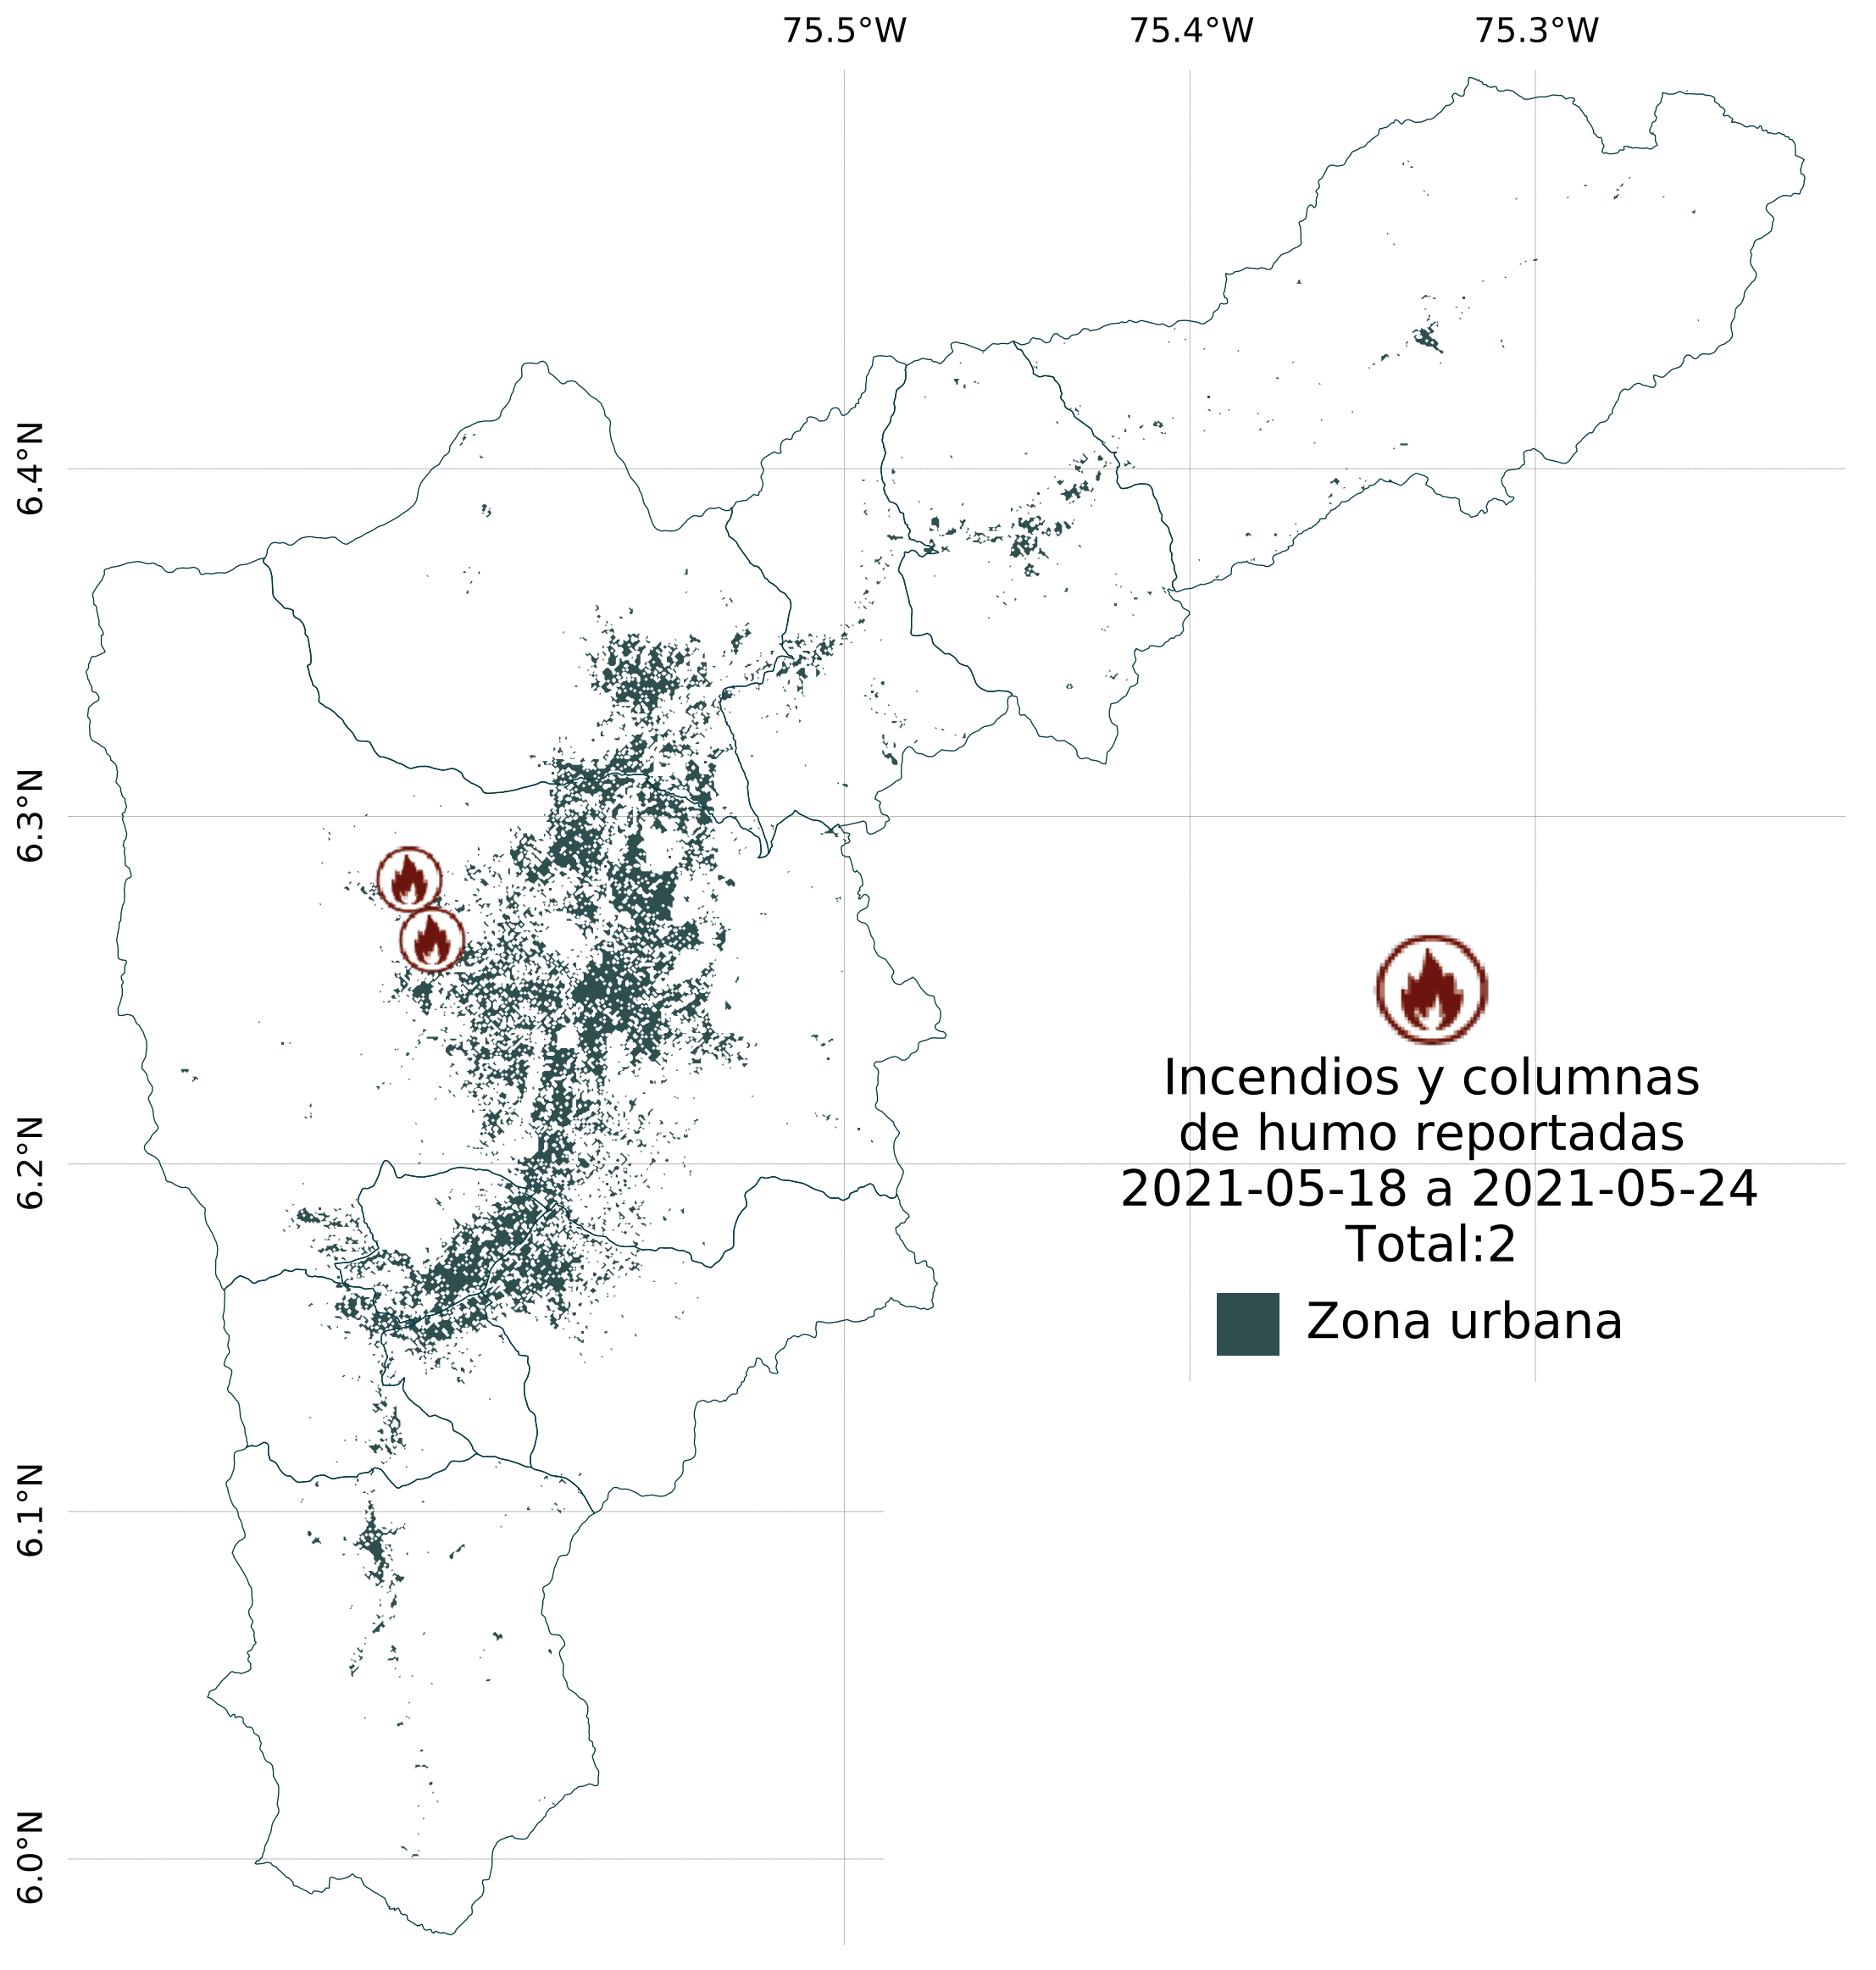 75.5°W
75.4°W
75.3°W
6.4°N
6.3°N
6.2°N
6.1°N
6.0°N
Incendios y columnas
de humo reportadas
2021-05-18 a 2021-05-24
Total:2
Zona urbana